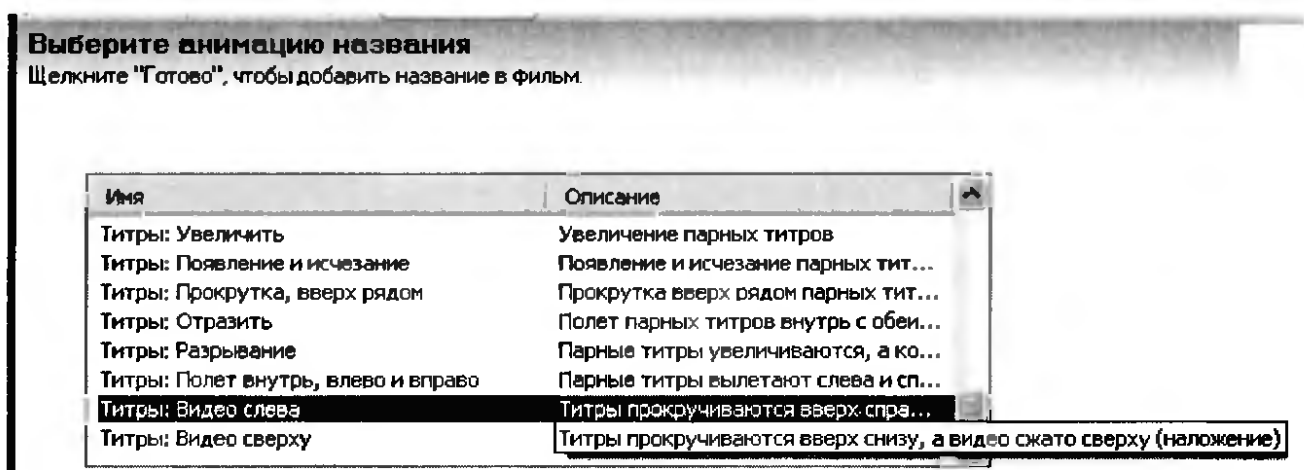 Выберите анимацию названия
Щелкните "Готово", чтобы добавить название в фильм.
Имя Описание
Титры: Увеличить Увеличение парных титров
Титры: Появление и исчезание Появление и исчезание парных тит...
Титры: Прокрутка, вверх рядом Прокрутка вверх рядом парных тит...
Титры: Отразить Полет парных титров внутрь с обеи...
Титры: Разрывание Парные титры увеличиваются, а ко...
Титры: Полет внутрь, влево и вправо Парные титры вылетают слева и сп...
Титры: Видео слева Титры прокручиваются вверх спра...
Титры: Видео сверху Титры прокручиваются вверх снизу, а видео сжато сверху (наложение)